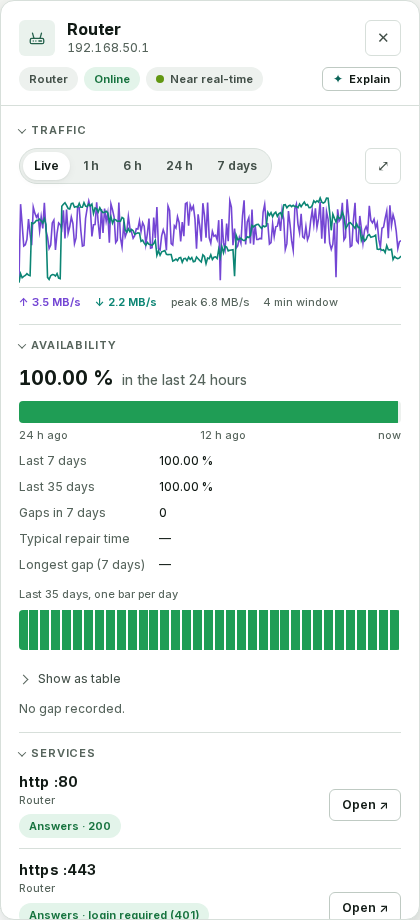 Router
192.168.50.1
Router
Online
Near real-time
Explain
TRAFFIC
Live 1 h 6 h 24 h 7 days
↑ 3.5 MB/s ↓ 2.2 MB/s peak 6.8 MB/s 4 min window
AVAILABILITY
100.00 % in the last 24 hours
24 h ago 12 h ago now
Last 7 days 100.00 %
Last 35 days 100.00 %
Gaps in 7 days 0
Typical repair time —
Longest gap (7 days) —
Last 35 days, one bar per day
Show as table
No gap recorded.
SERVICES
http :80
Router
Open ↗
Answers · 200
https :443
Router
Open ↗
Answers · login required (401)